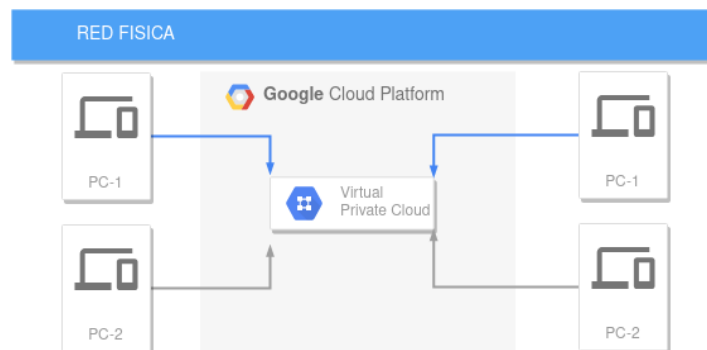 RED FISICA
Google Cloud Platform
PC-1
Virtual
Private Cloud
PC-1
PC-2
PC-2